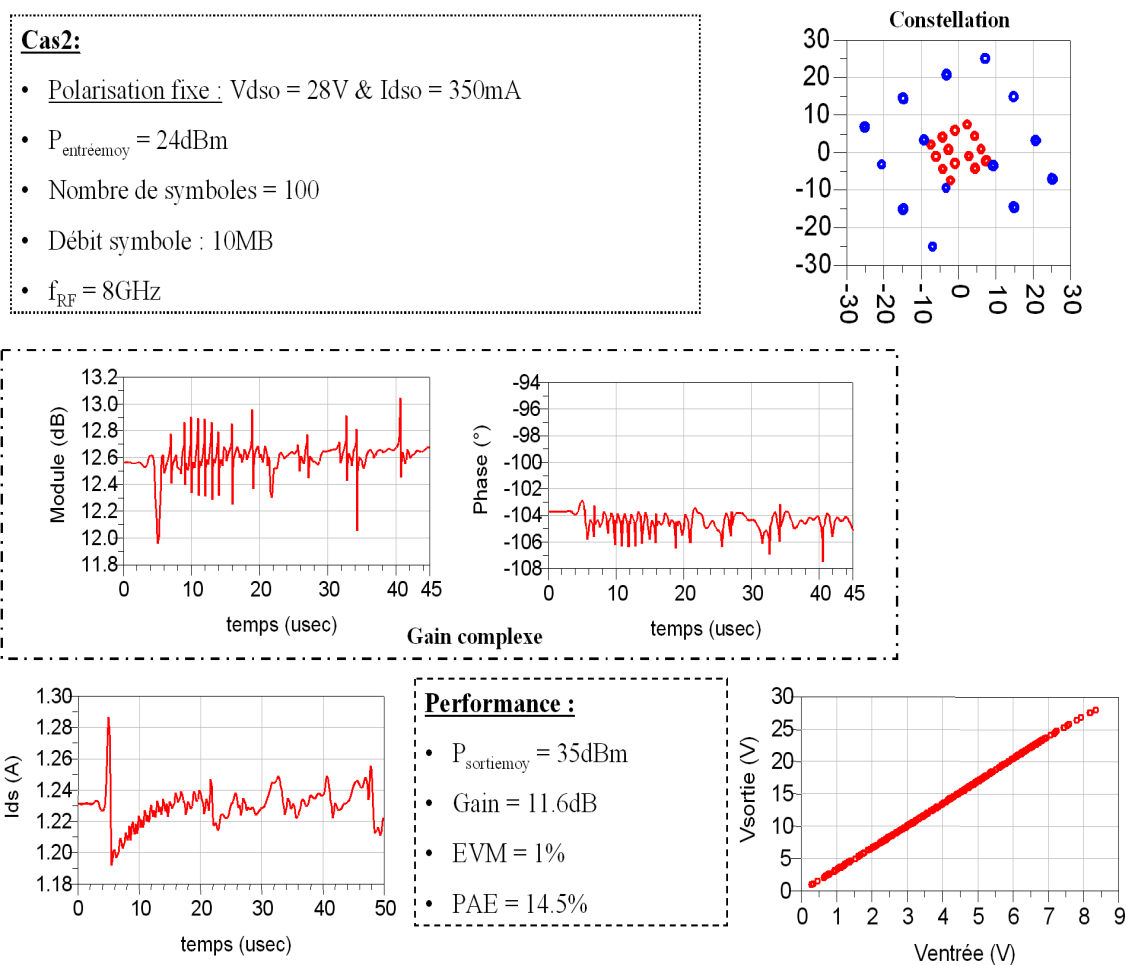 Cas2:
• Polarisation fixe : Vdso = 28V & Idso = 350mA
• Pentréemoy = 24dBm
• Nombre de symboles = 100
• Débit symbole : 10MB
• fRF = 8GHz
Constellation
30
20
10
0
-10
-20
-30
-30 -20 -10 0 10 20 30
13.2
13.0
12.8
12.6
12.4
12.2
12.0
11.8
Module (dB)
0 10 20 30 40 45
temps (usec)
-94
-96
-98
-100
-102
-104
-106
-108
Phase (°)
0 10 20 30 40 45
temps (usec)
Gain complexe
1.30
1.28
1.26
1.24
1.22
1.20
1.18
Ids (A)
0 10 20 30 40 50
temps (usec)
Performance :
• Psortiemoy = 35dBm
• Gain = 11.6dB
• EVM = 1%
• PAE = 14.5%
30
25
20
15
10
5
0
Vsortie (V)
0 1 2 3 4 5 6 7 8 9
Ventrée (V)